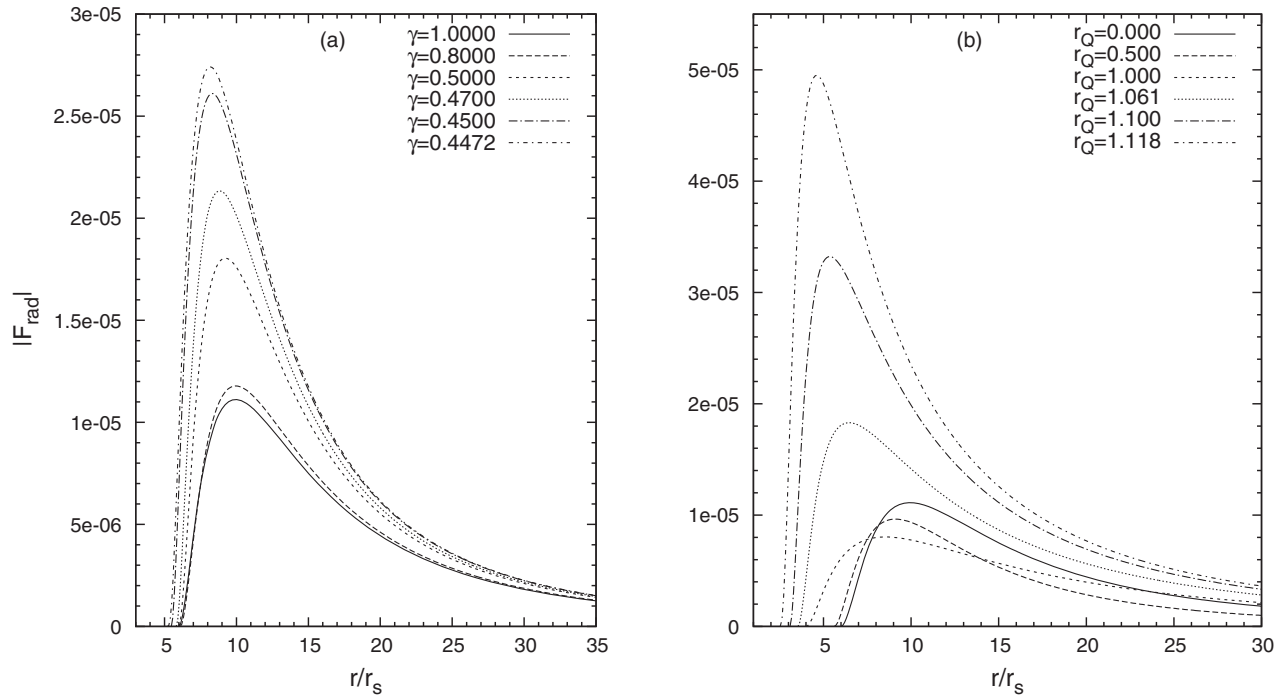 (a)
γ=1.0000
γ=0.8000
γ=0.5000
γ=0.4700
γ=0.4500
γ=0.4472
3e-05
2.5e-05
2e-05
1.5e-05
1e-05
5e-06
0
|F_rad|
5 10 15 20 25 30 35
r/r_s
(b)
r_Q=0.000
r_Q=0.500
r_Q=1.000
r_Q=1.061
r_Q=1.100
r_Q=1.118
5e-05
4e-05
3e-05
2e-05
1e-05
0
5 10 15 20 25 30
r/r_s